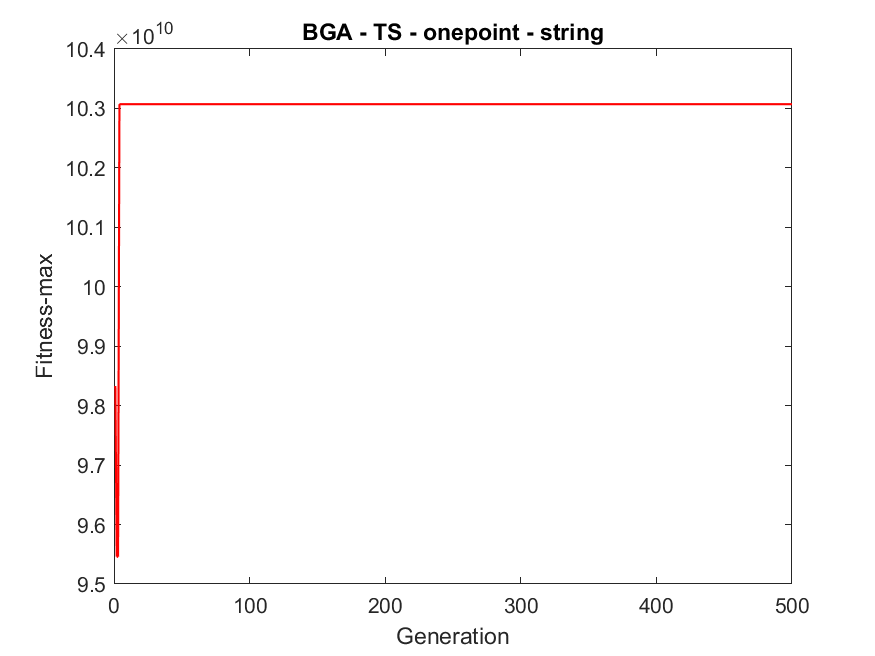 BGA - TS - onepoint - string
×10^10
10.4
10.3
10.2
10.1
10
9.9
9.8
9.7
9.6
9.5
Fitness-max
0 100 200 300 400 500
Generation